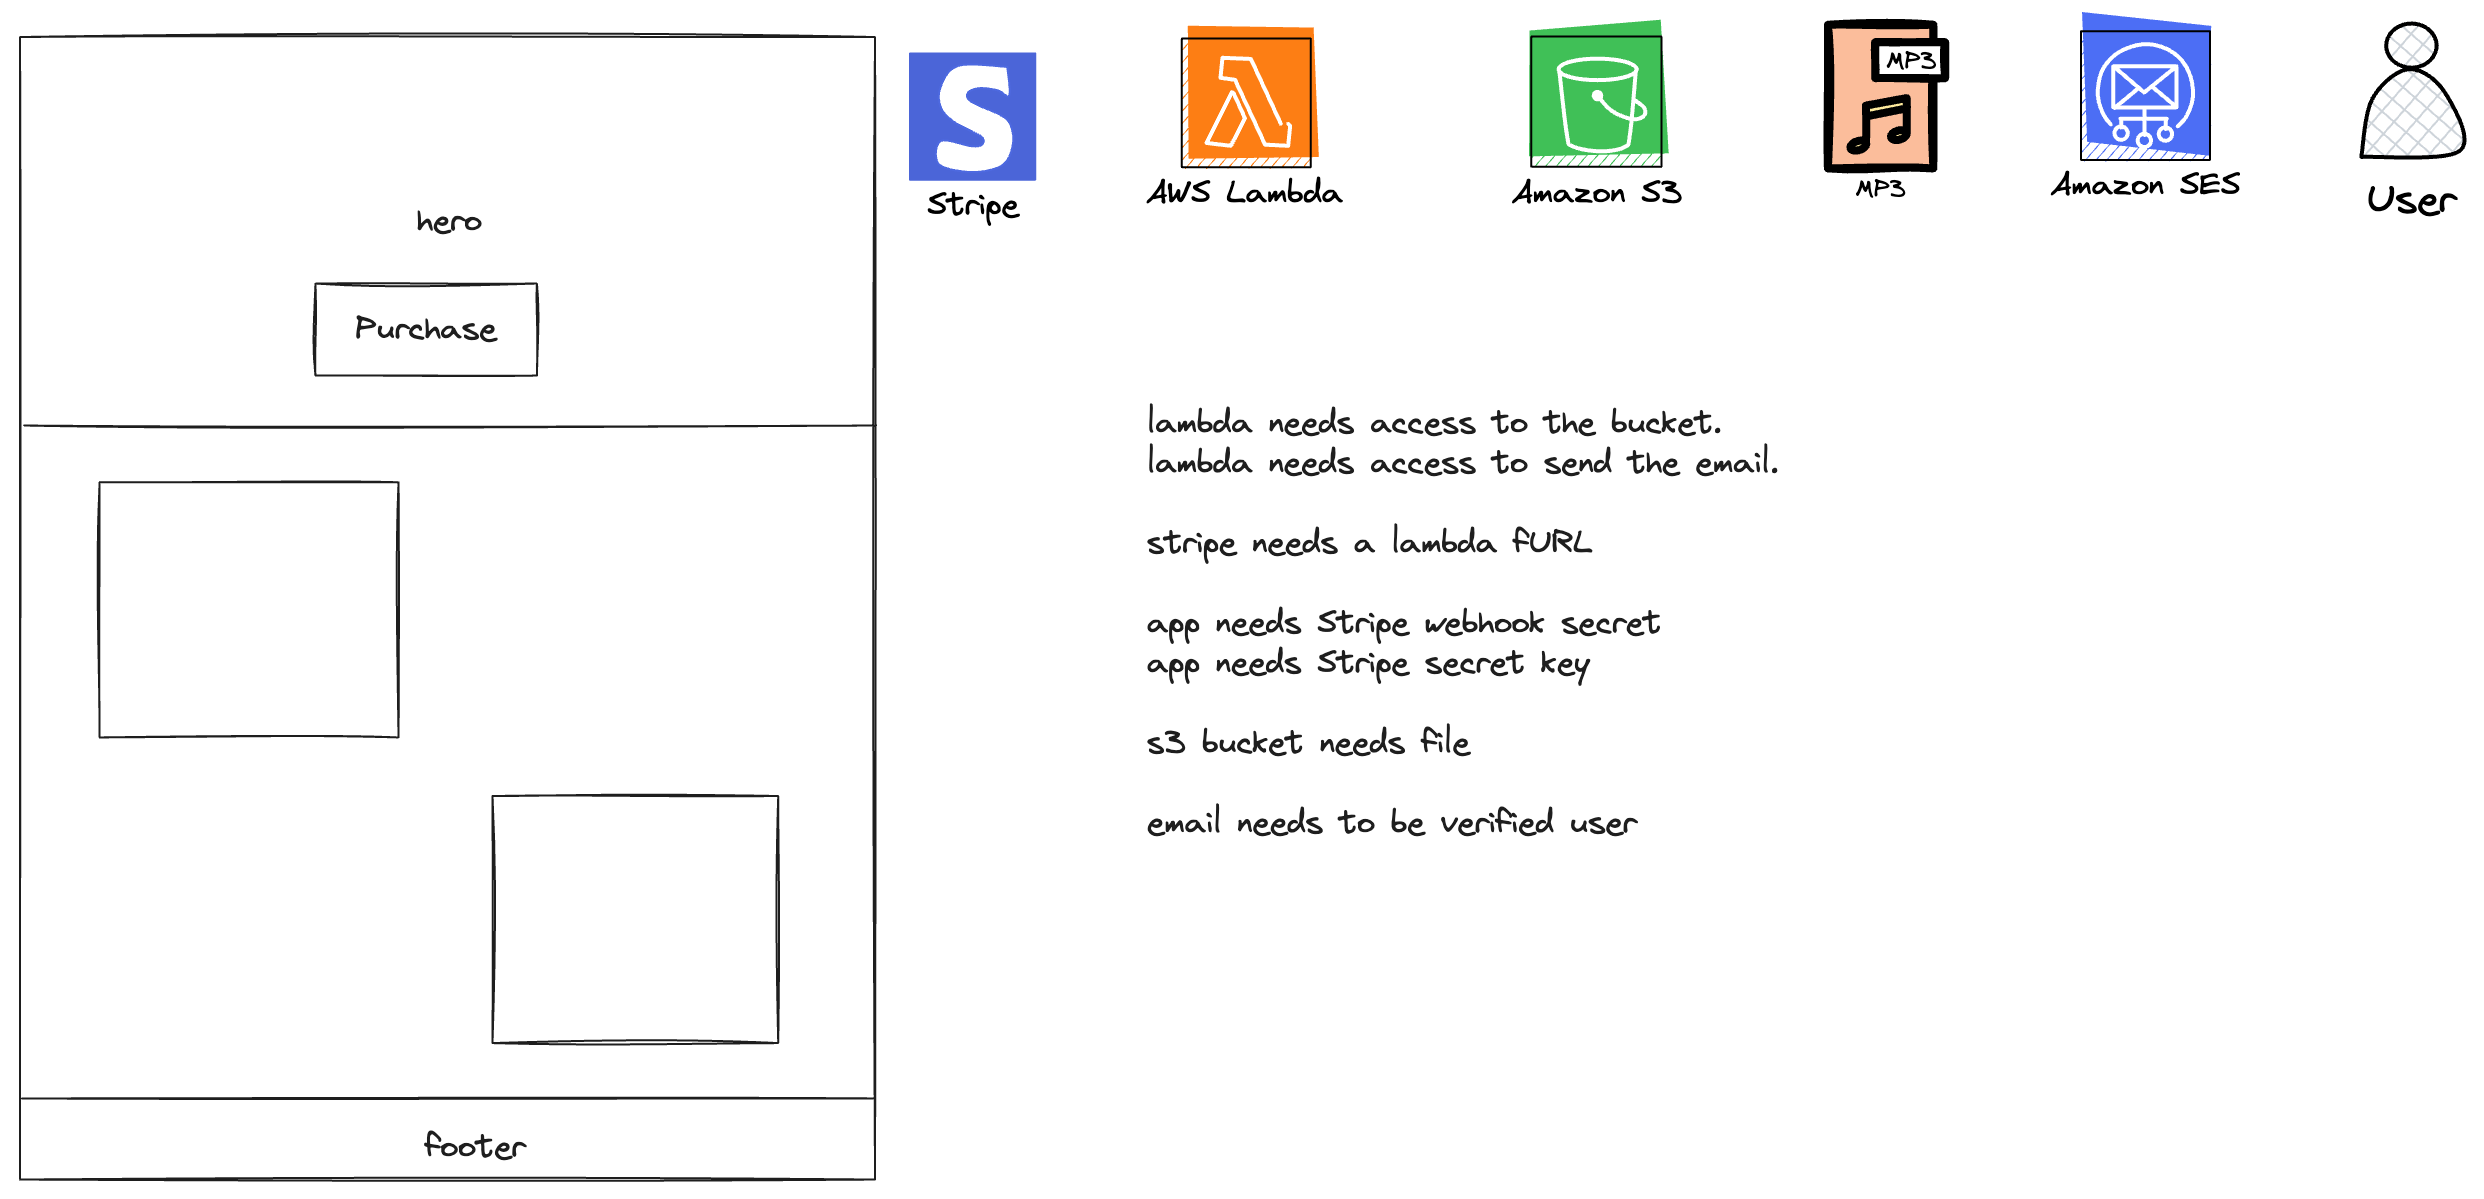 hero
Purchase
footer
Stripe
AWS Lambda
Amazon S3
MP3
MP3
Amazon SES
User
lambda needs access to the bucket.
lambda needs access to send the email.
stripe needs a lambda fURL
app needs Stripe webhook secret
app needs Stripe secret key
s3 bucket needs file
email needs to be verified user